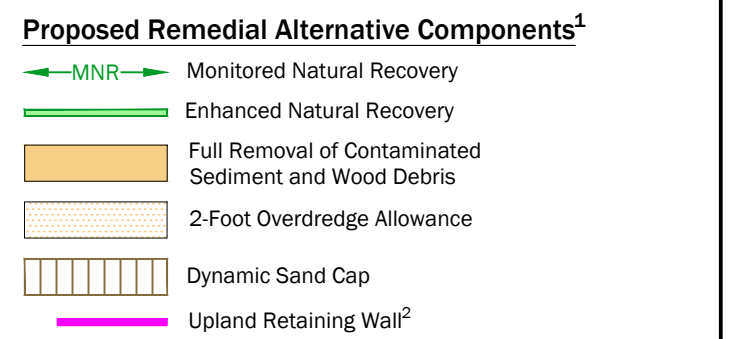 Proposed Remedial Alternative Components1
MNR Monitored Natural Recovery
Enhanced Natural Recovery
Full Removal of Contaminated
Sediment and Wood Debris
2-Foot Overdredge Allowance
Dynamic Sand Cap
Upland Retaining Wall2